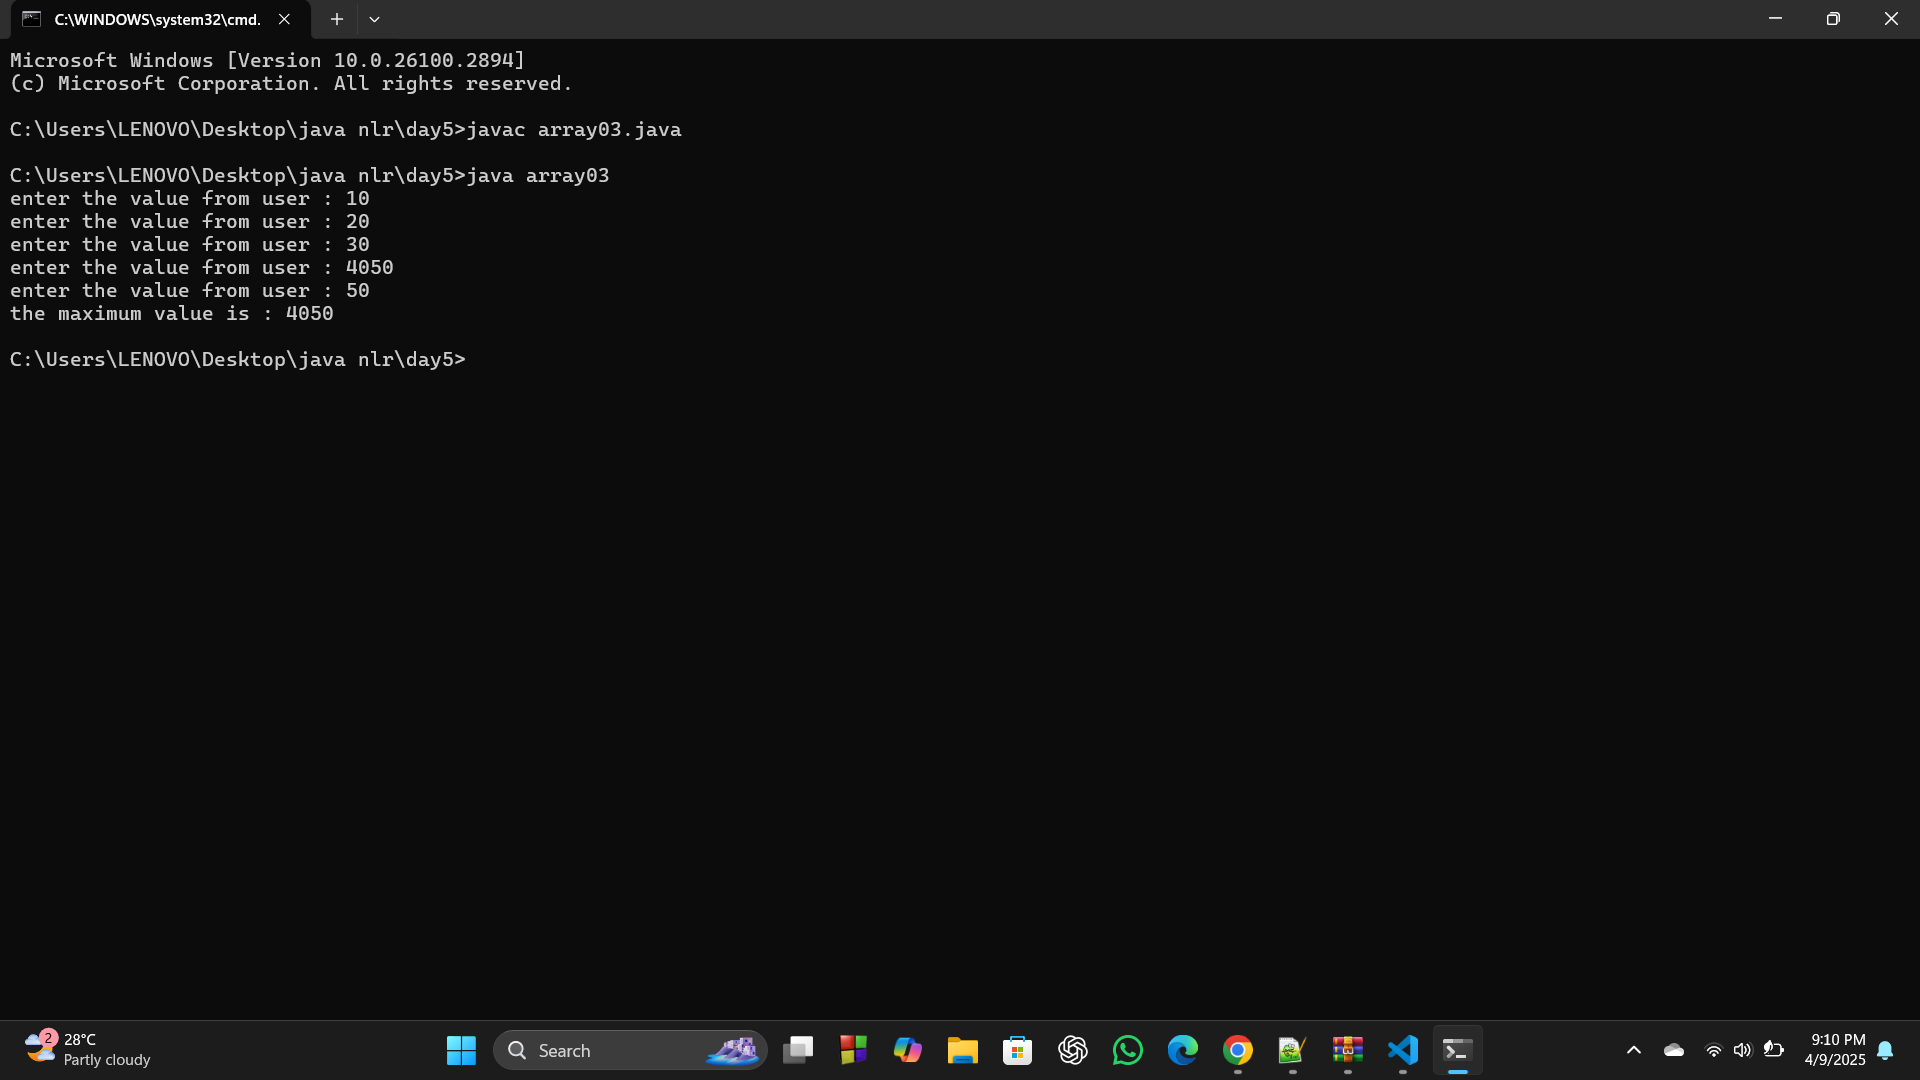 C:\WINDOWS\system32\cmd.
Microsoft Windows [Version 10.0.26100.2894]
(c) Microsoft Corporation. All rights reserved.
C:\Users\LENOVO\Desktop\java nlr\day5>javac array03.java
C:\Users\LENOVO\Desktop\java nlr\day5>java array03
enter the value from user : 10
enter the value from user : 20
enter the value from user : 30
enter the value from user : 4050
enter the value from user : 50
the maximum value is : 4050
C:\Users\LENOVO\Desktop\java nlr\day5>
2
28°C
Partly cloudy
Search
9:10 PM
4/9/2025